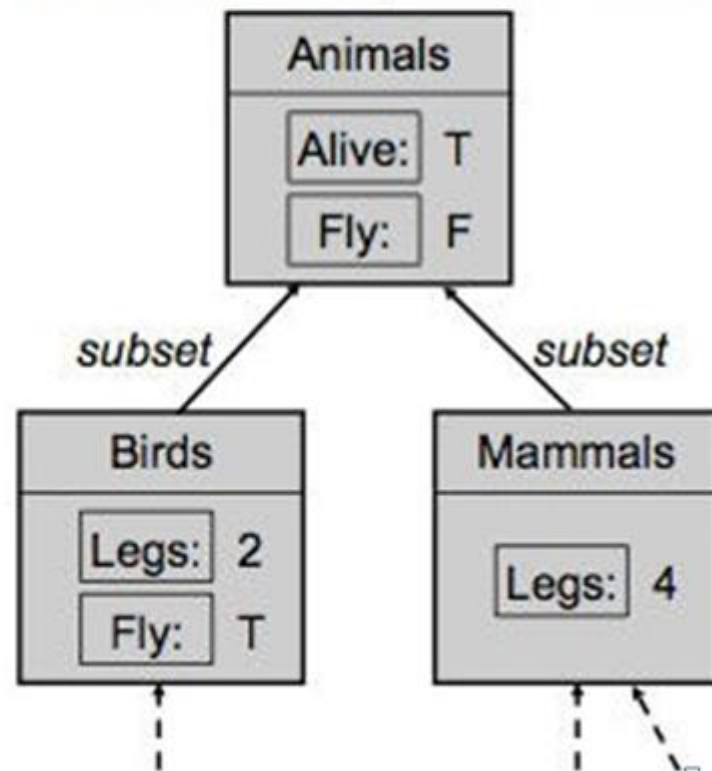 Animals
Alive: T
Fly: F
subset subset
Birds
Legs: 2
Fly: T
Mammals
Legs: 4